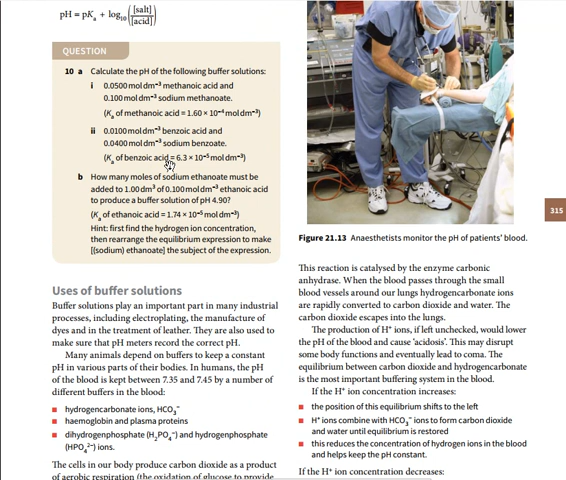 pH = pKa + log10([salt]/[acid])
QUESTION
10 a Calculate the pH of the following buffer solutions:
i 0.0500 mol dm⁻³ methanoic acid and
0.100 mol dm⁻³ sodium methanoate.
(Ka of methanoic acid = 1.60 × 10⁻⁴ mol dm⁻³)
ii 0.0100 mol dm⁻³ benzoic acid and
0.0400 mol dm⁻³ sodium benzoate.
(Ka of benzoic acid = 6.3 × 10⁻⁵ mol dm⁻³)
b How many moles of sodium ethanoate must be
added to 1.00 dm³ of 0.100 mol dm⁻³ ethanoic acid
to produce a buffer solution of pH 4.90?
(Ka of ethanoic acid = 1.74 × 10⁻⁵ mol dm⁻³)
Hint: first find the hydrogen ion concentration,
then rearrange the equilibrium expression to make
[(sodium) ethanoate] the subject of the expression.
Uses of buffer solutions
Buffer solutions play an important part in many industrial
processes, including electroplating, the manufacture of
dyes and in the treatment of leather. They are also used to
make sure that pH meters record the correct pH.
Many animals depend on buffers to keep a constant
pH in various parts of their bodies. In humans, the pH
of the blood is kept between 7.35 and 7.45 by a number of
different buffers in the blood:
■ hydrogencarbonate ions, HCO₃⁻
■ haemoglobin and plasma proteins
■ dihydrogenphosphate (H₂PO₄⁻) and hydrogenphosphate
(HPO₄²⁻) ions.
The cells in our body produce carbon dioxide as a product
of aerobic respiration (the oxidation of glucose to provide
315
Figure 21.13 Anaesthetists monitor the pH of patients' blood.
This reaction is catalysed by the enzyme carbonic
anhydrase. When the blood passes through the small
blood vessels around our lungs hydrogencarbonate ions
are rapidly converted to carbon dioxide and water. The
carbon dioxide escapes into the lungs.
The production of H⁺ ions, if left unchecked, would lower
the pH of the blood and cause 'acidosis'. This may disrupt
some body functions and eventually lead to coma. The
equilibrium between carbon dioxide and hydrogencarbonate
is the most important buffering system in the blood.
If the H⁺ ion concentration increases:
■ the position of this equilibrium shifts to the left
■ H⁺ ions combine with HCO₃⁻ ions to form carbon dioxide
and water until equilibrium is restored
■ this reduces the concentration of hydrogen ions in the blood
and helps keep the pH constant.
If the H⁺ ion concentration decreases: